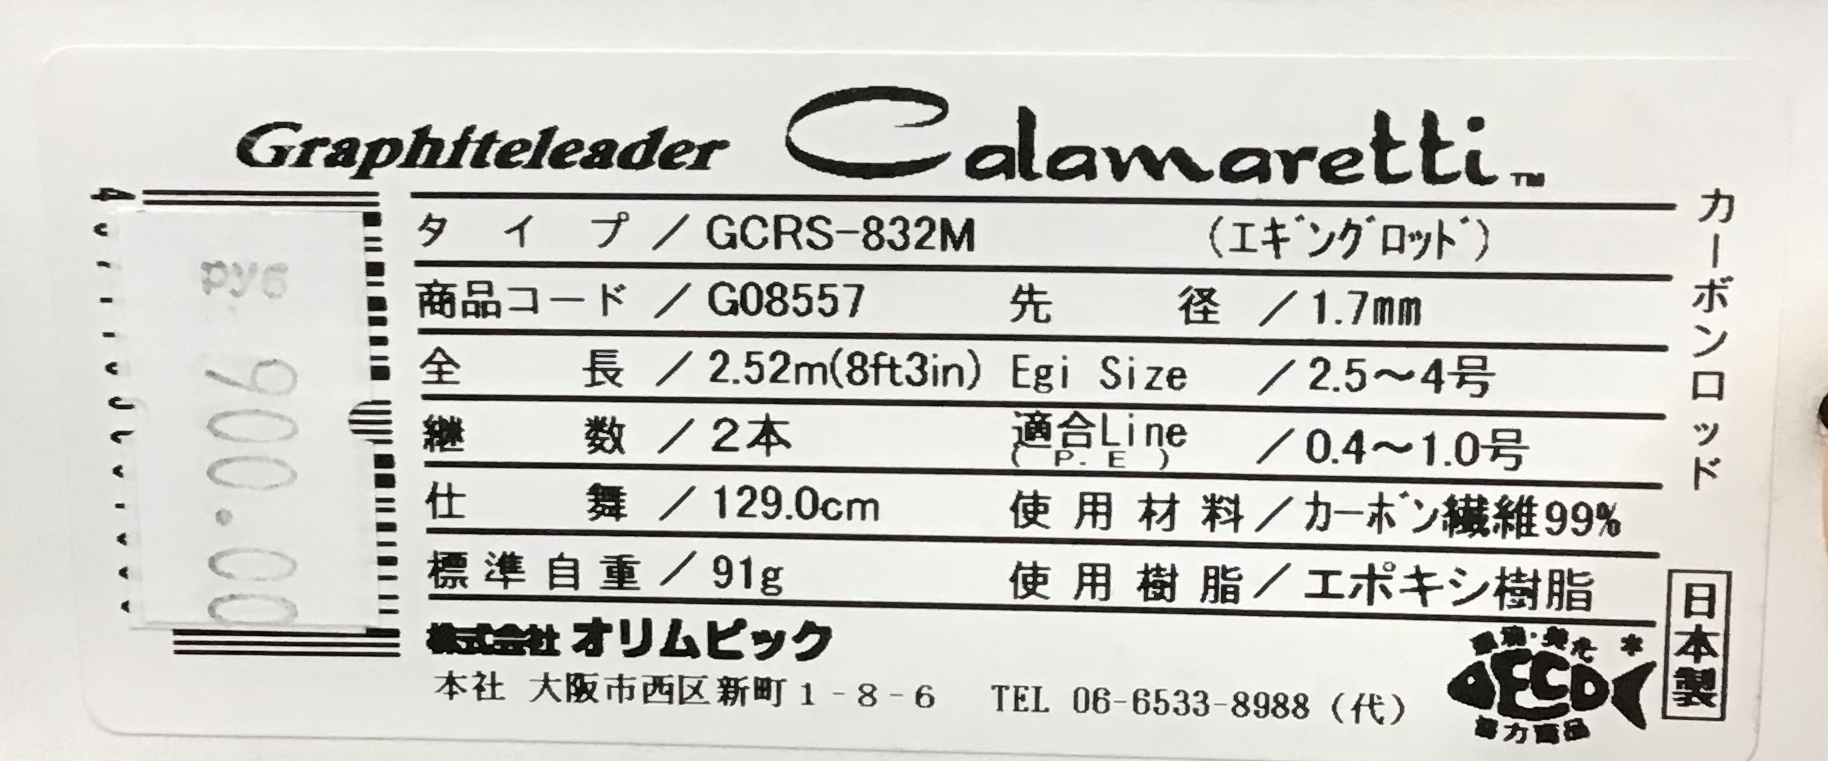 Graphiteleader Calamaretti™
タイプ／GCRS-832M （エギングロッド）
商品コード／G08557 先径／1.7mm
全長／2.52m(8ft3in) Egi Size／2.5～4号
継数／2本 適合Line（P.E）／0.4～1.0号
仕舞／129.0cm 使用材料／カーボン繊維99%
標準自重／91g 使用樹脂／エポキシ樹脂
株式会社オリムピック
本社 大阪市西区新町1-8-6 TEL 06-6533-8988（代）
カーボンロッド
日本製
ECO
協力商品
руб
900.00